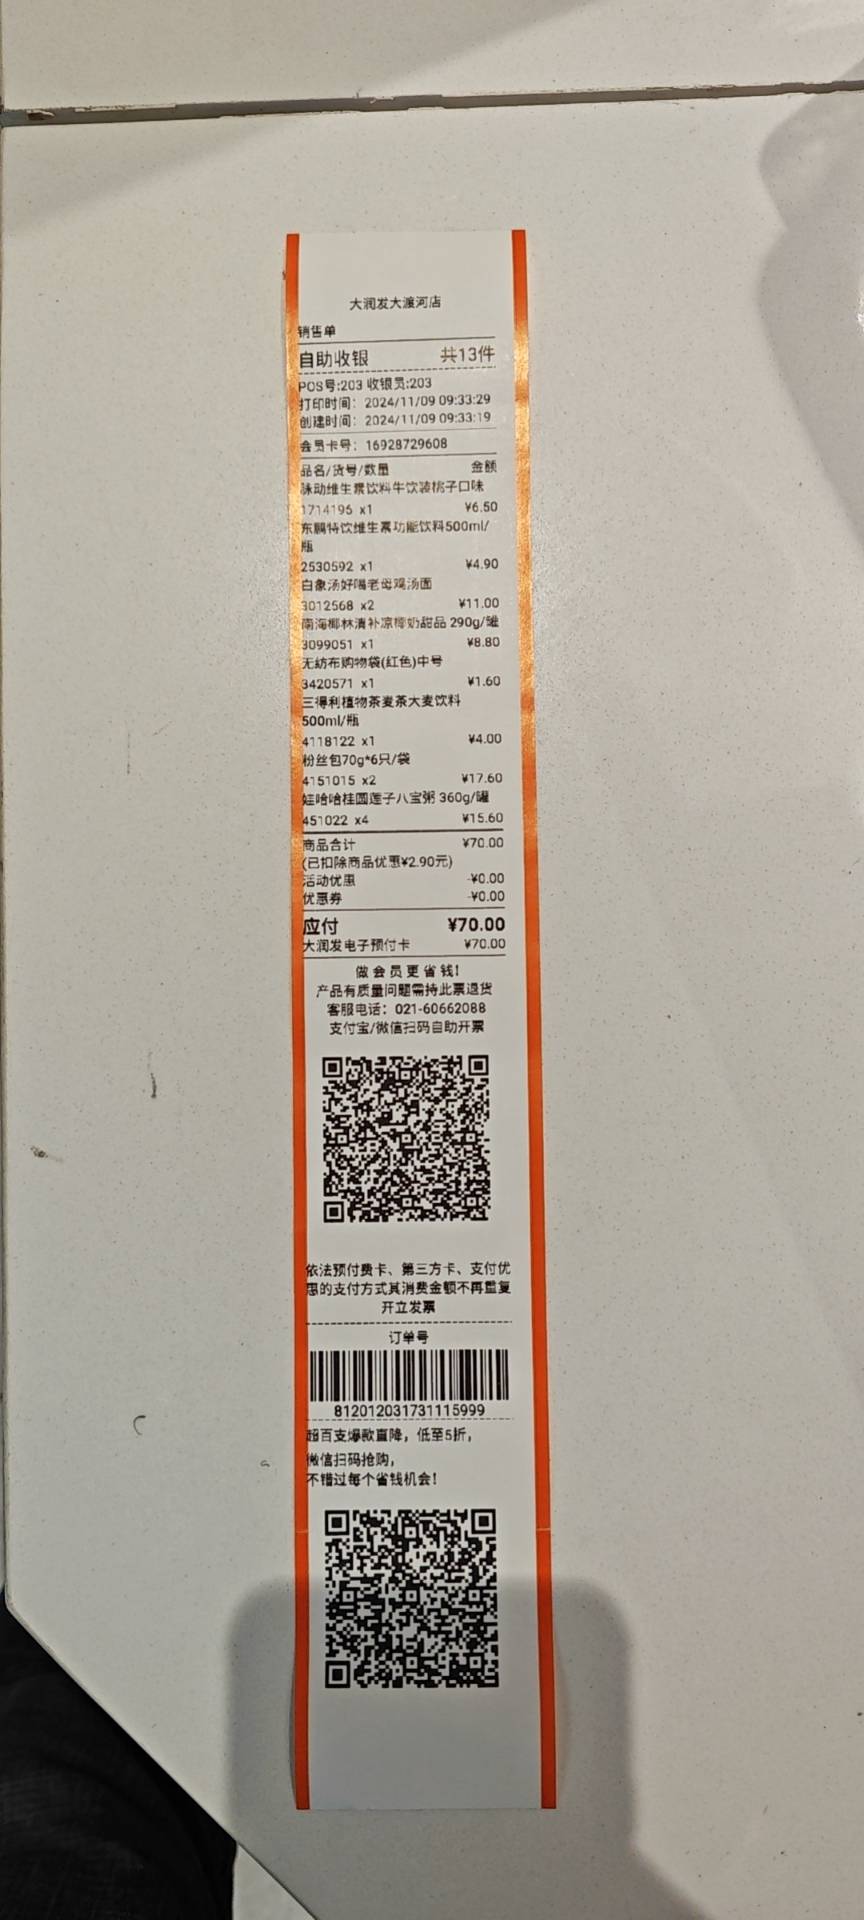 大润发大渡河店
销售单
自助收银 共13件
POS号:203 收银员:203
打印时间: 2024/11/09 09:33:29
创建时间: 2024/11/09 09:33:19
会员卡号: 16928729608
品名/货号/数量 金额
脉动维生素饮料牛饮装桃子口味
1714196 x1 ¥6.50
东鹏特饮维生素功能饮料500ml/
瓶
2530592 x1 ¥4.90
白象汤好喝老母鸡汤面
3012568 x2 ¥11.00
南海椰林清补凉椰奶甜品 290g/罐
3099051 x1 ¥8.80
无纺布购物袋(红色)中号
3420571 x1 ¥1.60
三得利植物茶麦茶大麦饮料
500ml/瓶
4118122 x1 ¥4.00
粉丝包70g*6只/袋
4151015 x2 ¥17.60
娃哈哈桂圆莲子八宝粥 360g/罐
451022 x4 ¥15.60
商品合计 ¥70.00
(已扣除商品优惠¥2.90元)
活动优惠 -¥0.00
优惠券 -¥0.00
应付 ¥70.00
大润发电子预付卡 ¥70.00
做会员更省钱!
产品有质量问题需持此票退货
客服电话: 021-60662088
支付宝/微信扫码自助开票
依法预付费卡、第三方卡、支付优
惠的支付方式其消费金额不再重复
开立发票
订单号
812012031731115999
超百支爆款直降, 低至5折,
微信扫码抢购,
不错过每个省钱机会!